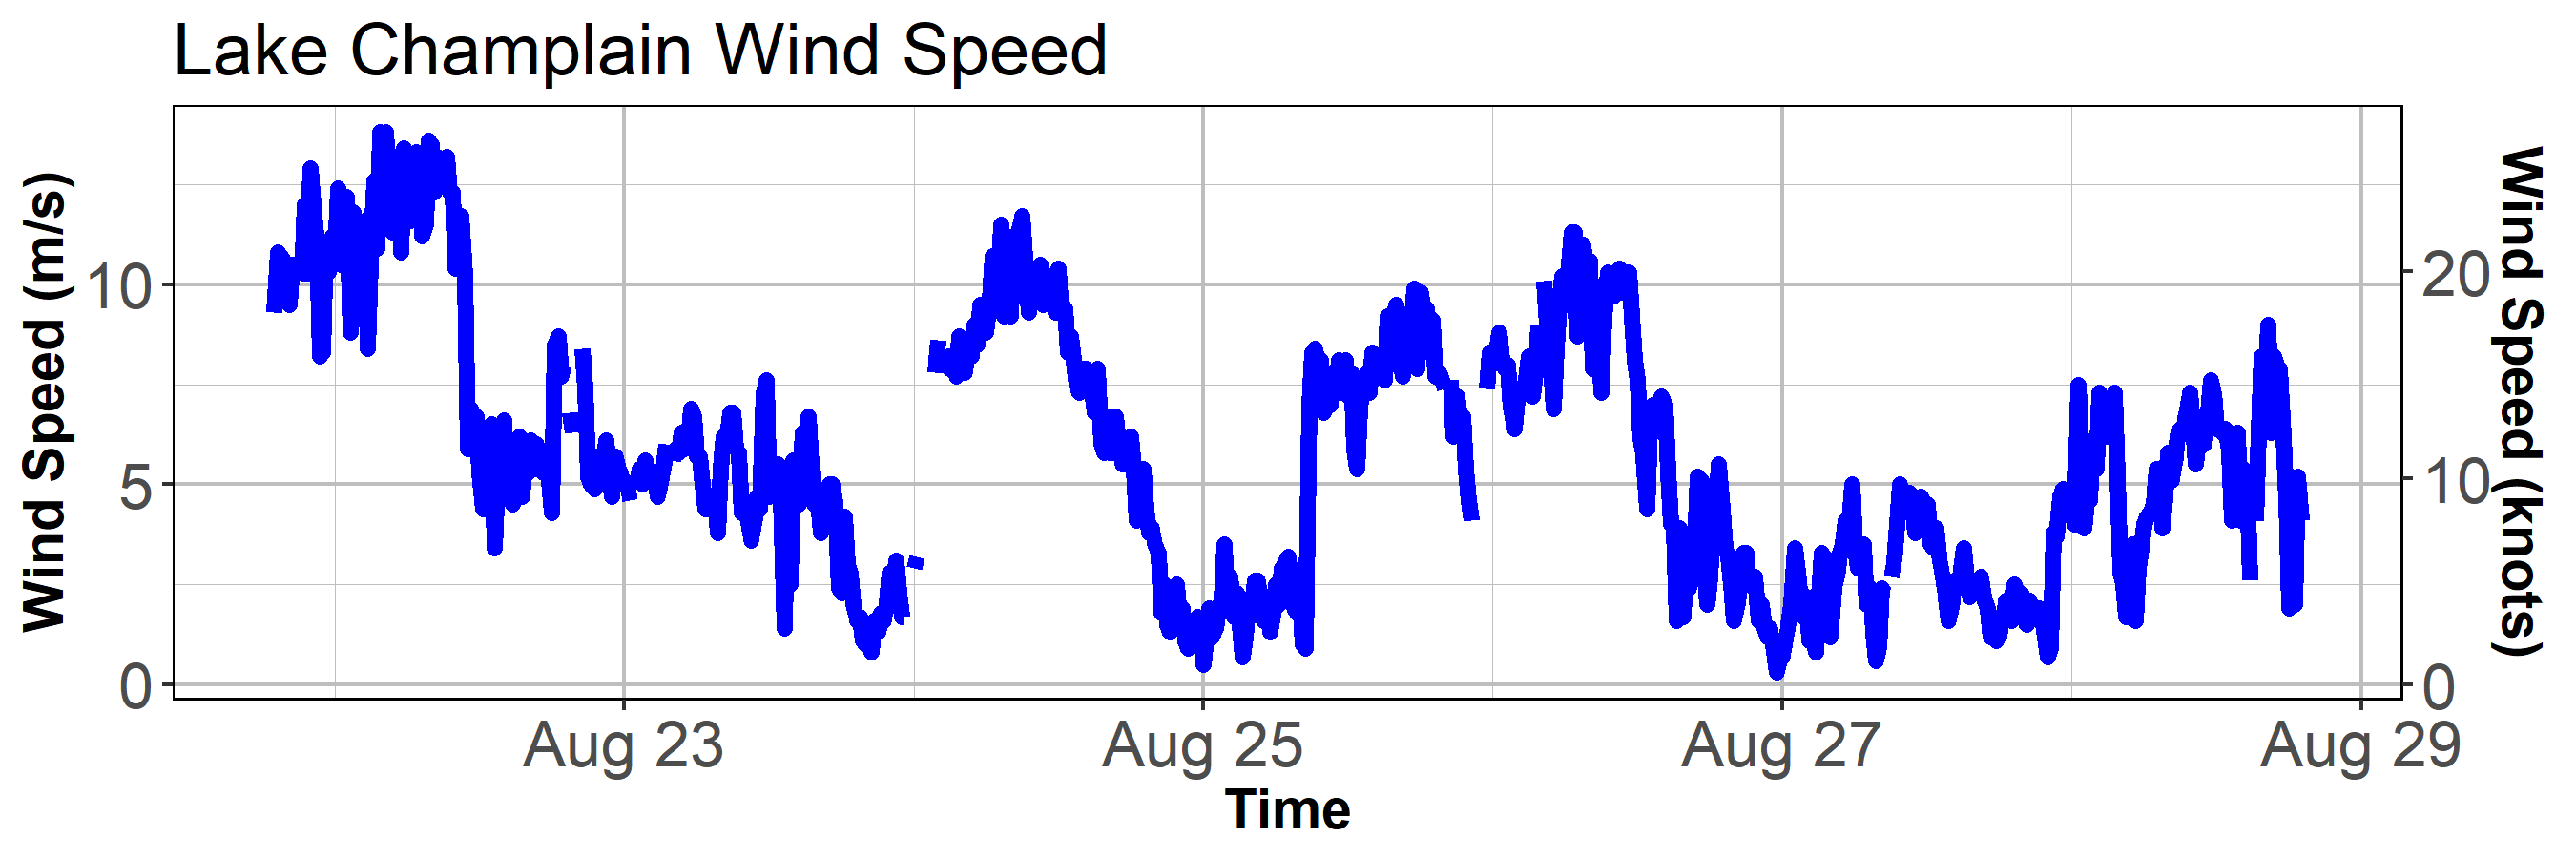 Lake Champlain Wind Speed
Wind Speed (m/s)
10
5
0
20
10
0
Wind Speed (knots)
Aug 23
Aug 25
Aug 27
Aug 29
Time